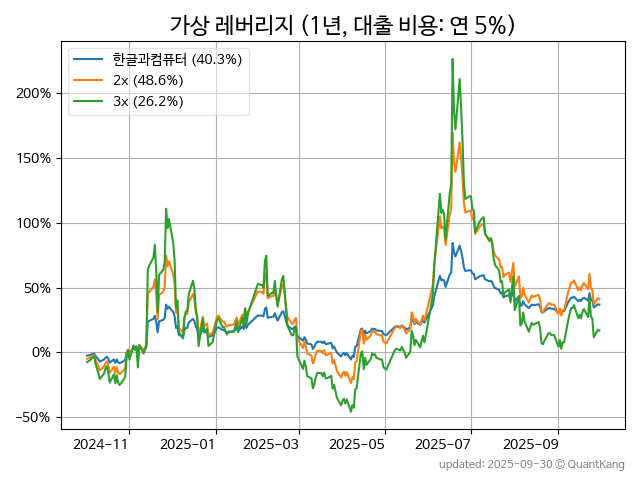 가상 레버리지 (1년, 대출 비용: 연 5%)
한글과컴퓨터 (40.3%)
2x (48.6%)
3x (26.2%)
200%
150%
100%
50%
0%
−50%
2024-11
2025-01
2025-03
2025-05
2025-07
2025-09
updated: 2025-09-30 © QuantKang